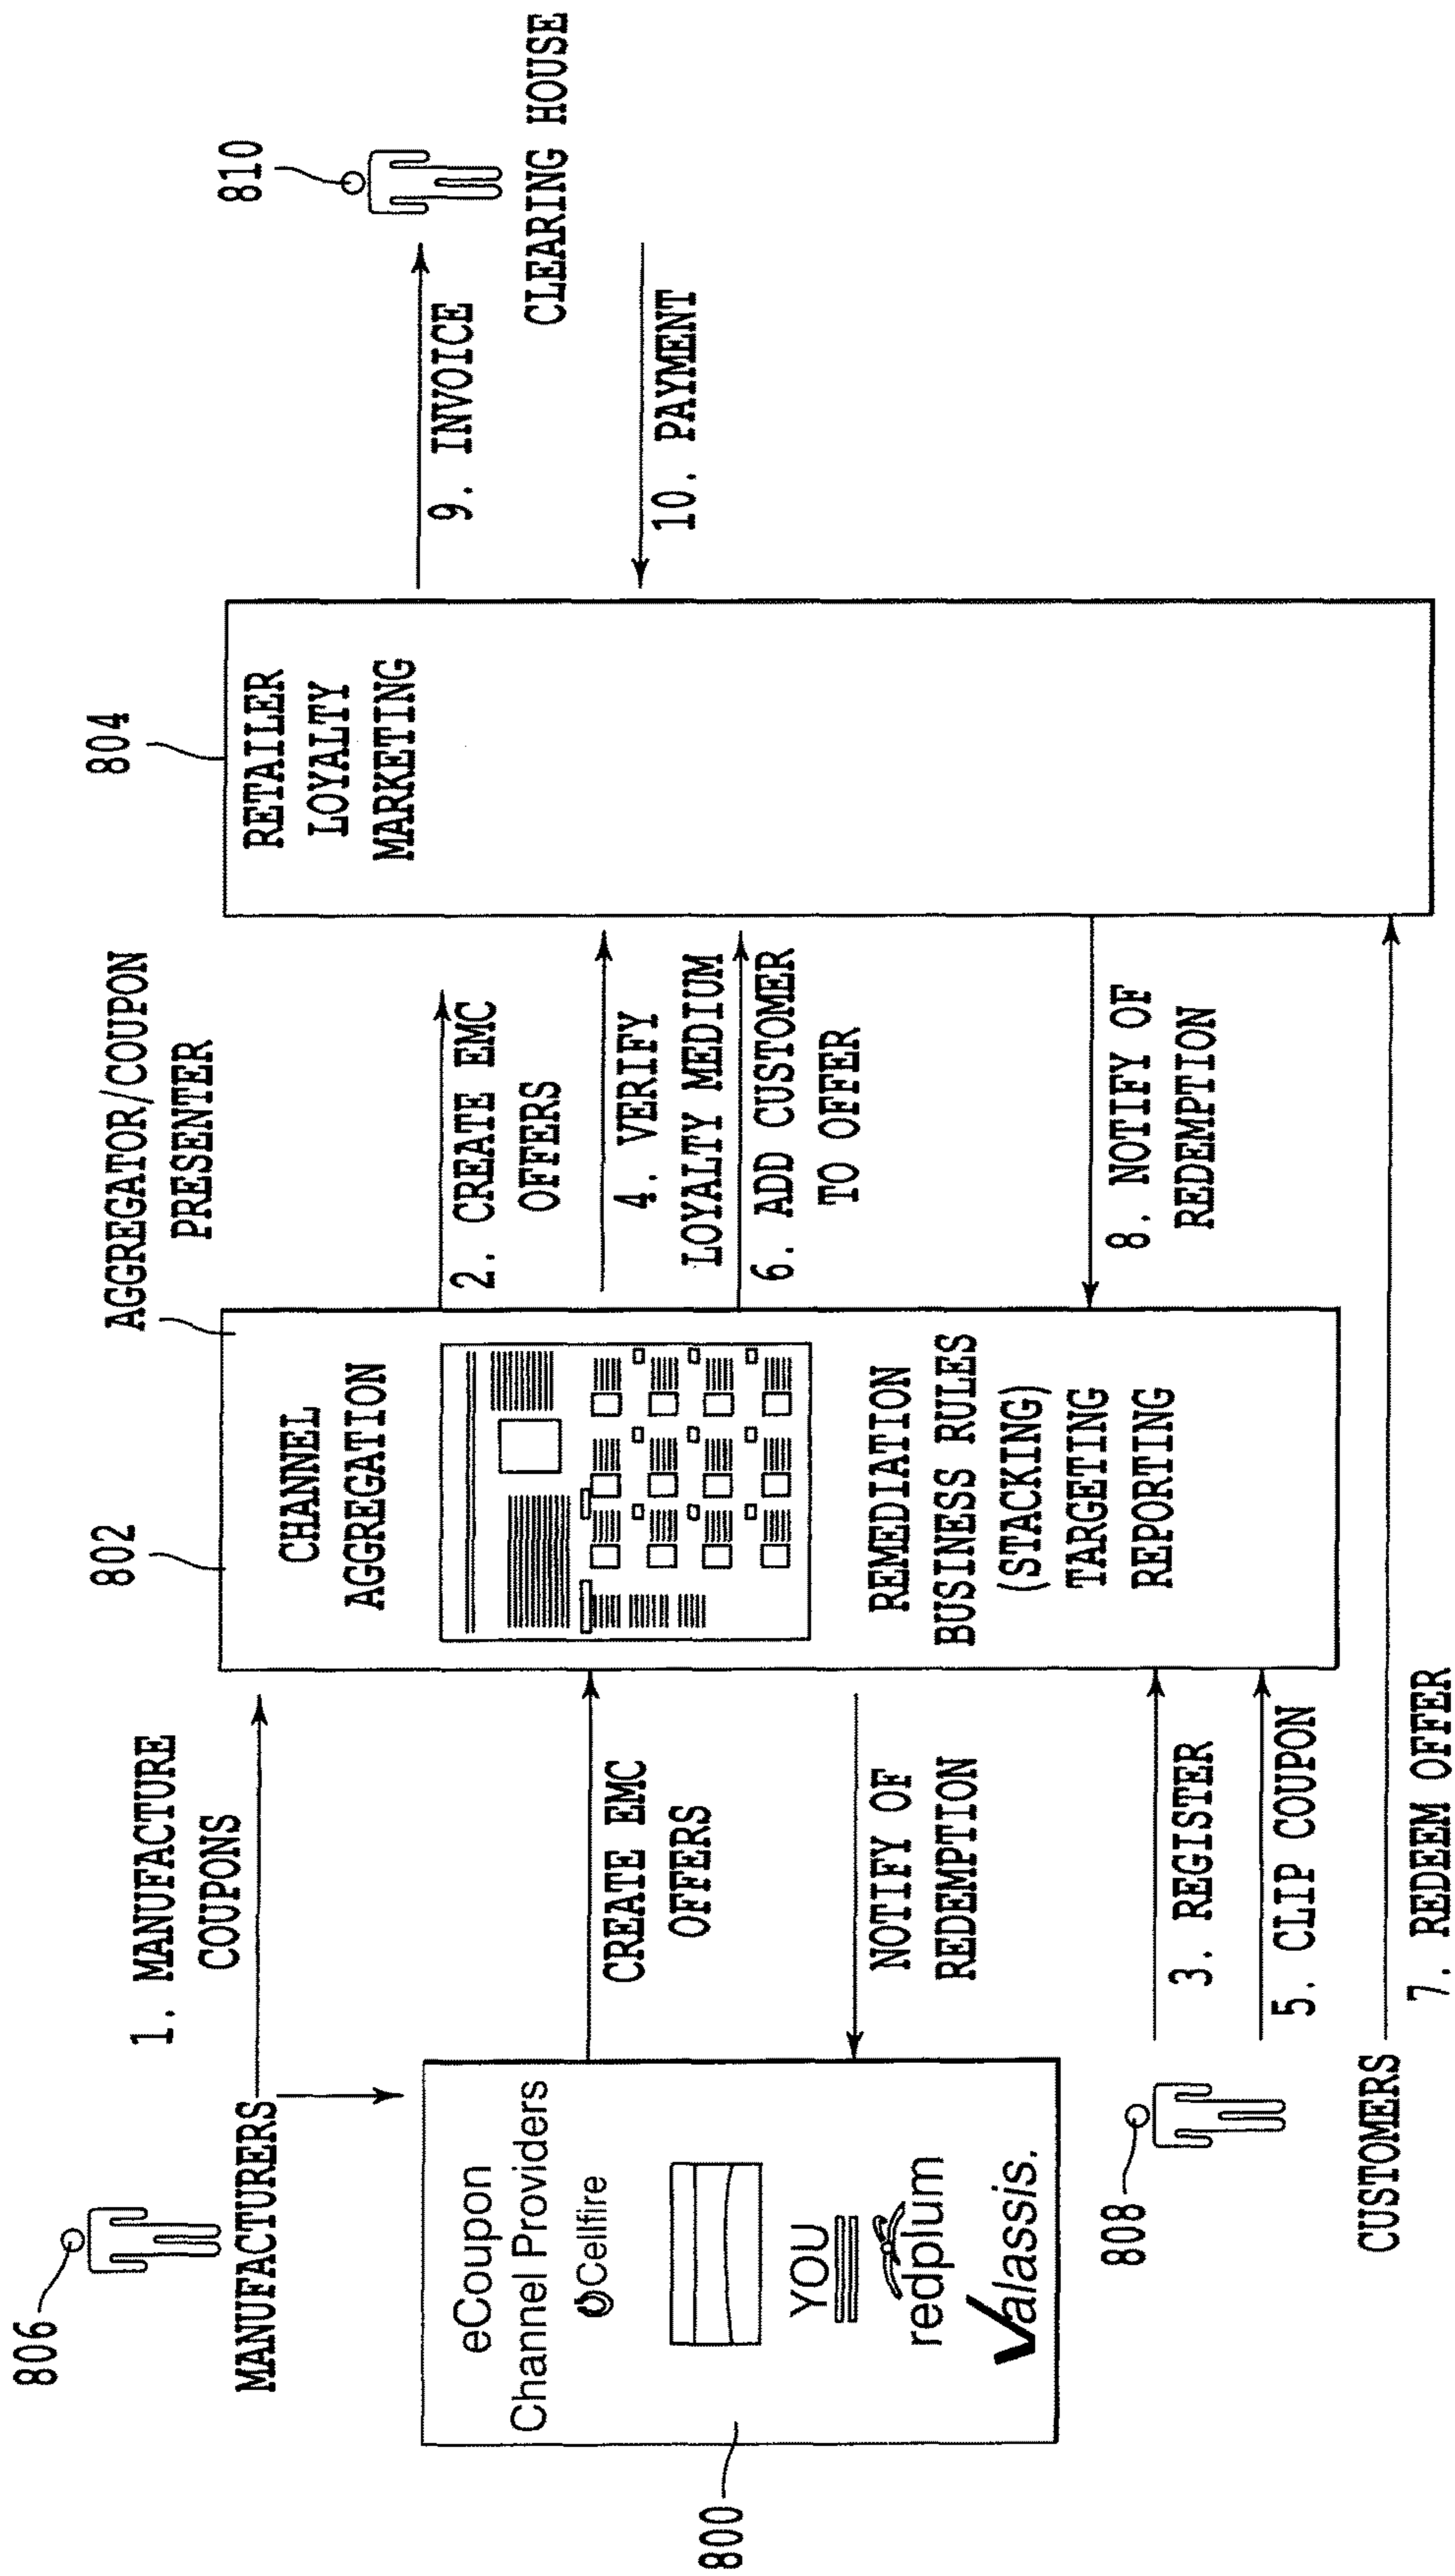 806
MANUFACTURERS
1. MANUFACTURE
COUPONS
800
eCoupon
Channel Providers
Cellfire
YOU
redplum
Valassis.
CREATE EMC
OFFERS
NOTIFY OF
REDEMPTION
808
CUSTOMERS
3. REGISTER
5. CLIP COUPON
7. REDEEM OFFER
802
AGGREGATOR/COUPON
PRESENTER
CHANNEL
AGGREGATION
REMEDIATION
BUSINESS RULES
(STACKING)
TARGETING
REPORTING
2. CREATE EMC
OFFERS
4. VERIFY
LOYALTY MEDIUM
6. ADD CUSTOMER
TO OFFER
8. NOTIFY OF
REDEMPTION
804
RETAILER
LOYALTY
MARKETING
9. INVOICE
10. PAYMENT
810
CLEARING HOUSE